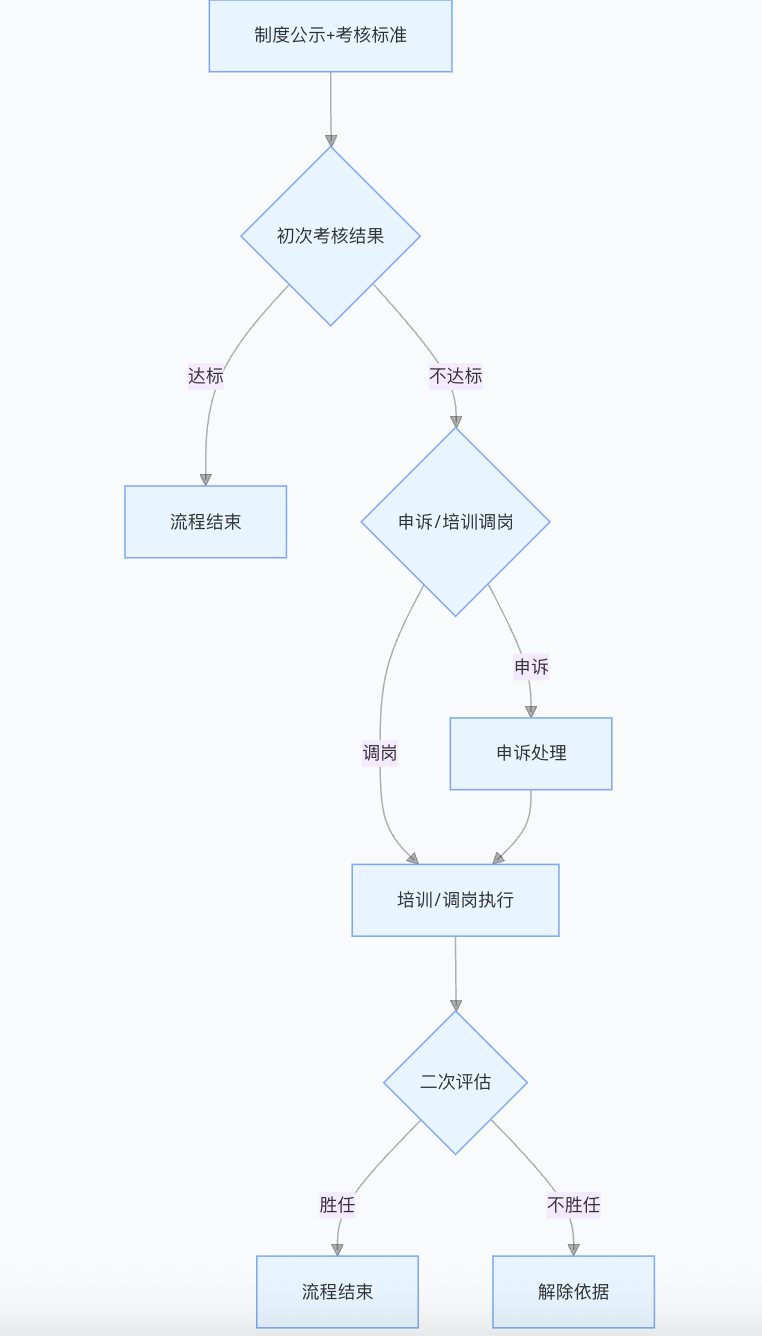 制度公示+考核标准
初次考核结果
达标
不达标
流程结束
申诉/培训调岗
申诉
调岗
申诉处理
培训/调岗执行
二次评估
胜任
不胜任
流程结束
解除依据